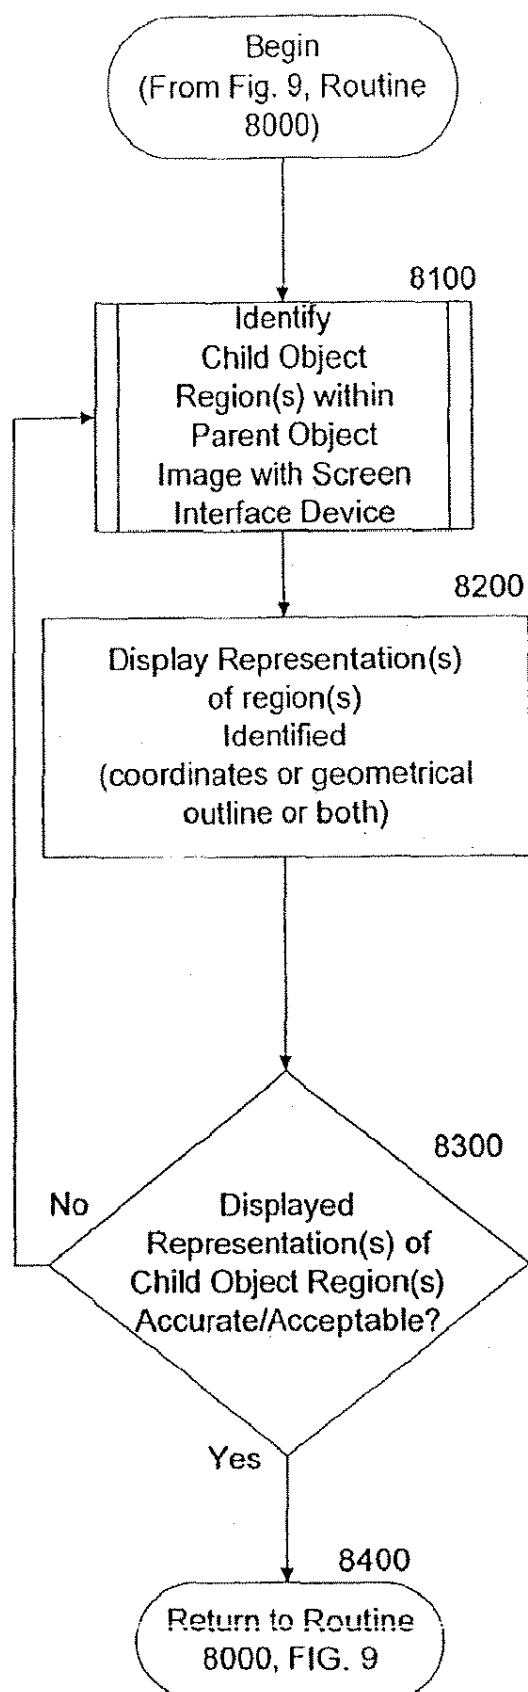 Begin
(From Fig. 9, Routine
8000)
8100
Identify
Child Object
Region(s) within
Parent Object
Image with Screen
Interface Device
8200
Display Representation(s)
of region(s)
Identified
(coordinates or geometrical
outline or both)
8300
No
Displayed
Representation(s) of
Child Object Region(s)
Accurate/Acceptable?
Yes
8400
Return to Routine
8000, FIG. 9